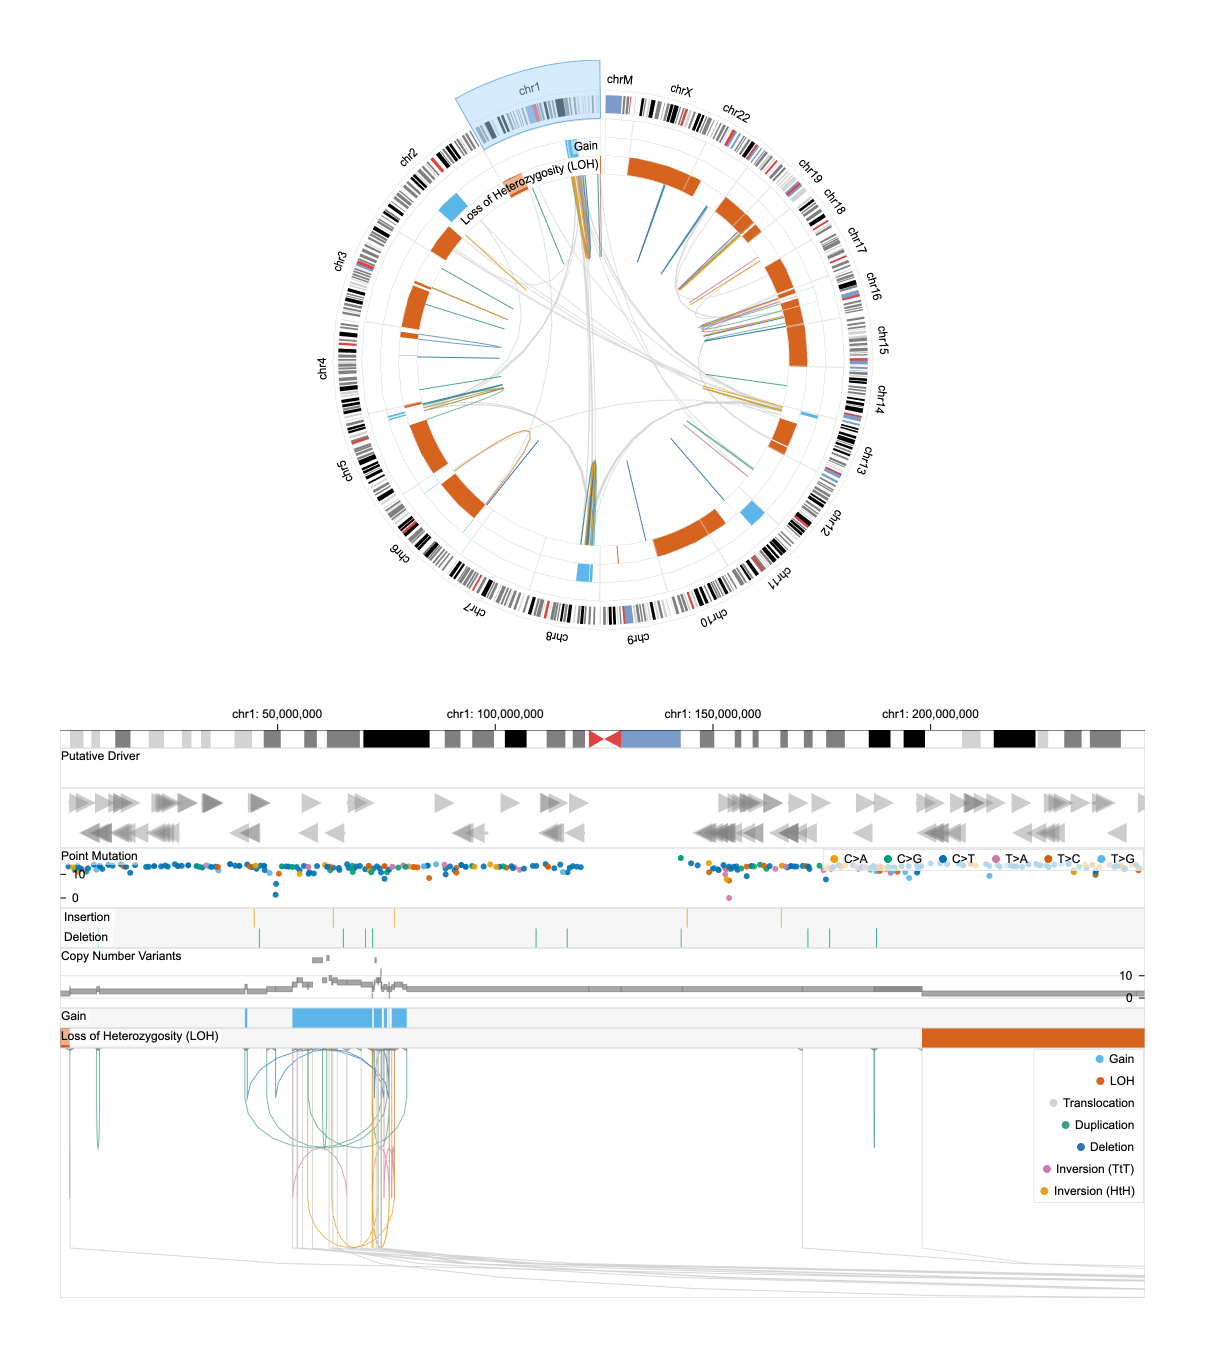 chrM
chrX
chr22
chr19
chr18
chr17
chr16
chr15
chr14
chr13
chr12
chr11
chr10
chr9
chr8
chr7
chr6
chr5
chr4
chr3
chr2
chr1
Gain
Loss of Heterozygosity (LOH)
chr1: 50,000,000 chr1: 100,000,000 chr1: 150,000,000 chr1: 200,000,000
Putative Driver
Point Mutation C>A C>G C>T T>A T>C T>G
10
0
Insertion
Deletion
Copy Number Variants
10
0
Gain
Loss of Heterozygosity (LOH)
Gain
LOH
Translocation
Duplication
Deletion
Inversion (TtT)
Inversion (HtH)